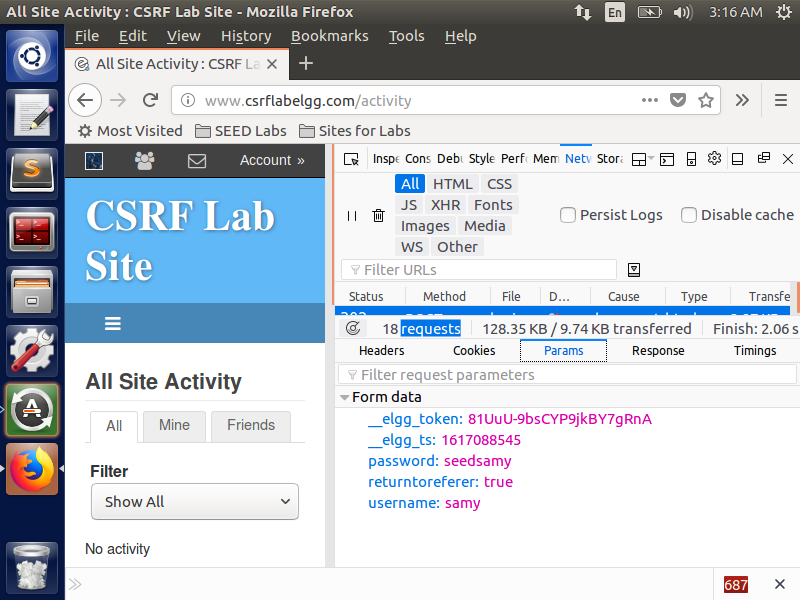 All Site Activity : CSRF Lab Site - Mozilla Firefox
En
3:16 AM
File Edit View History Bookmarks Tools Help
All Site Activity : CSRF La
www.csrflabelgg.com/activity
Most Visited SEED Labs Sites for Labs
Account »
CSRF Lab
Site
All Site Activity
All Mine Friends
Filter
Show All
No activity
Inspe Cons Debu Style Perf Mem Netw Stora
All HTML CSS
JS XHR Fonts
Images Media
WS Other
Persist Logs Disable cache
Filter URLs
Status Method File D... Cause Type Transfe
18 requests 128.35 KB / 9.74 KB transferred Finish: 2.06 s
Headers Cookies Params Response Timings
Filter request parameters
Form data
__elgg_token: 81UuU-9bsCYP9jkBY7gRnA
__elgg_ts: 1617088545
password: seedsamy
returntoreferer: true
username: samy
687